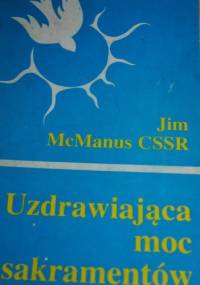 Jim
McManus CSSR
Uzdrawiająca
moc
sakramentów